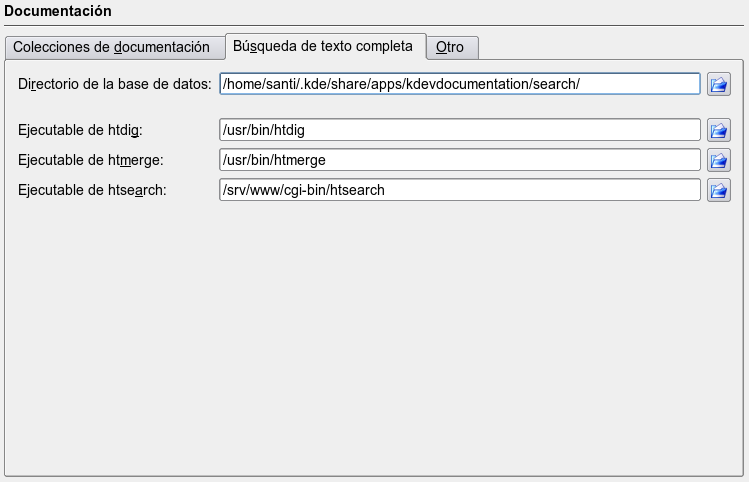 Documentación
Colecciones de documentación Búsqueda de texto completa Otro
Directorio de la base de datos: /home/santi/.kde/share/apps/kdevdocumentation/search/
Ejecutable de htdig: /usr/bin/htdig
Ejecutable de htmerge: /usr/bin/htmerge
Ejecutable de htsearch: /srv/www/cgi-bin/htsearch